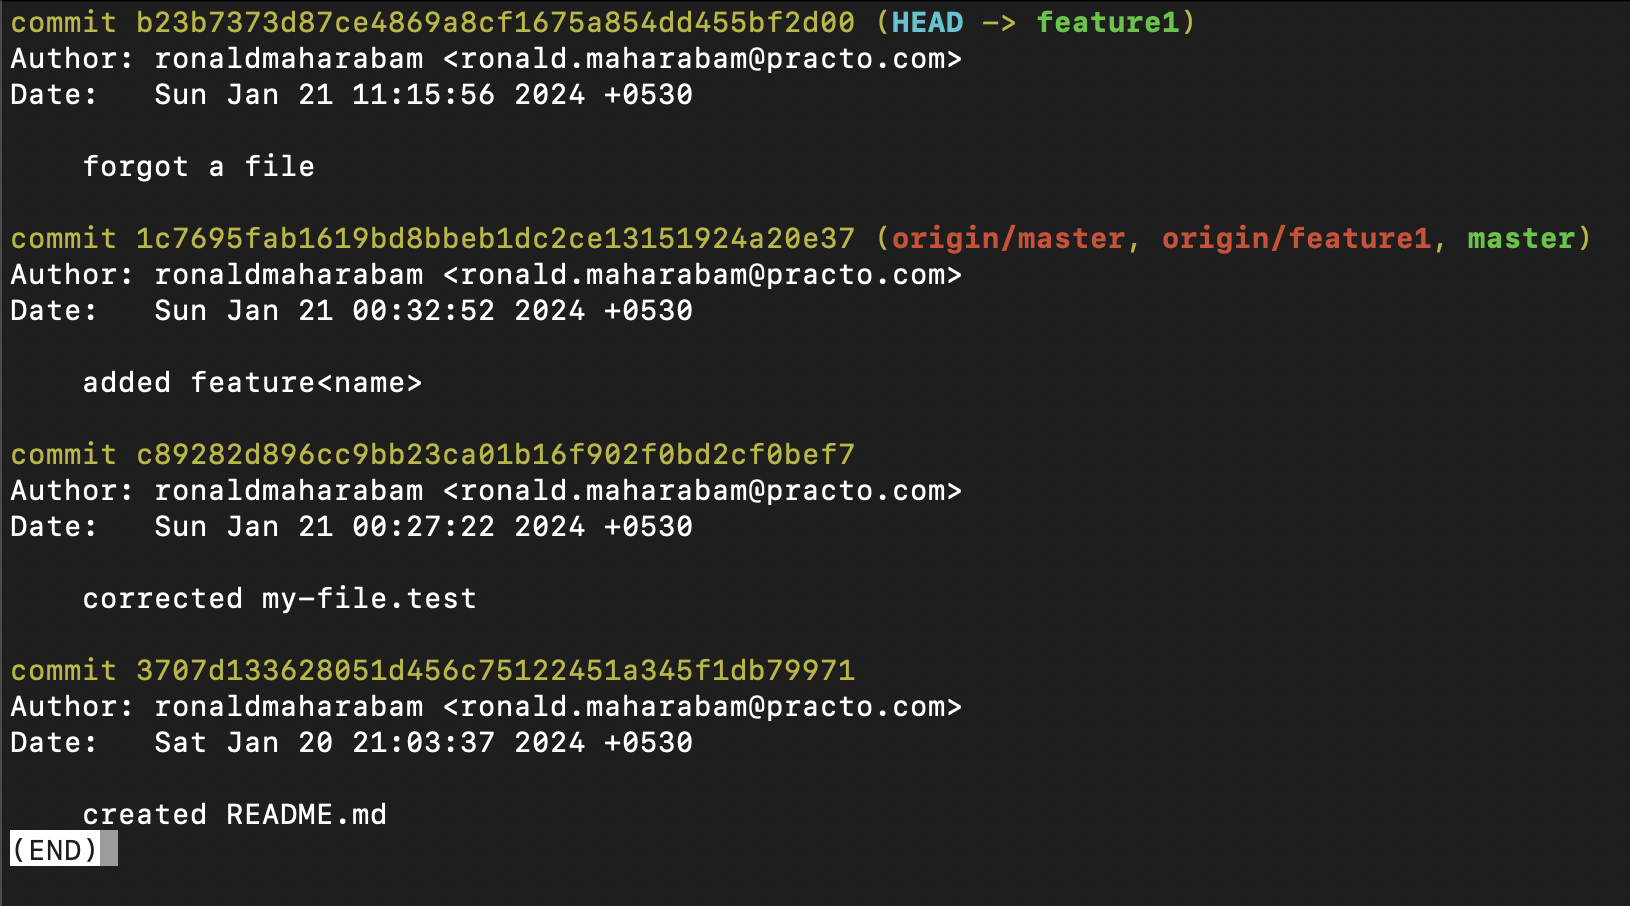 commit b23b7373d87ce4869a8cf1675a854dd455bf2d00 (HEAD -> feature1)
Author: ronaldmaharabam <ronald.maharabam@practo.com>
Date:   Sun Jan 21 11:15:56 2024 +0530
    forgot a file
commit 1c7695fab1619bd8bbeb1dc2ce13151924a20e37 (origin/master, origin/feature1, master)
Author: ronaldmaharabam <ronald.maharabam@practo.com>
Date:   Sun Jan 21 00:32:52 2024 +0530
    added feature<name>
commit c89282d896cc9bb23ca01b16f902f0bd2cf0bef7
Author: ronaldmaharabam <ronald.maharabam@practo.com>
Date:   Sun Jan 21 00:27:22 2024 +0530
    corrected my-file.test
commit 3707d133628051d456c75122451a345f1db79971
Author: ronaldmaharabam <ronald.maharabam@practo.com>
Date:   Sat Jan 20 21:03:37 2024 +0530
    created README.md
(END)